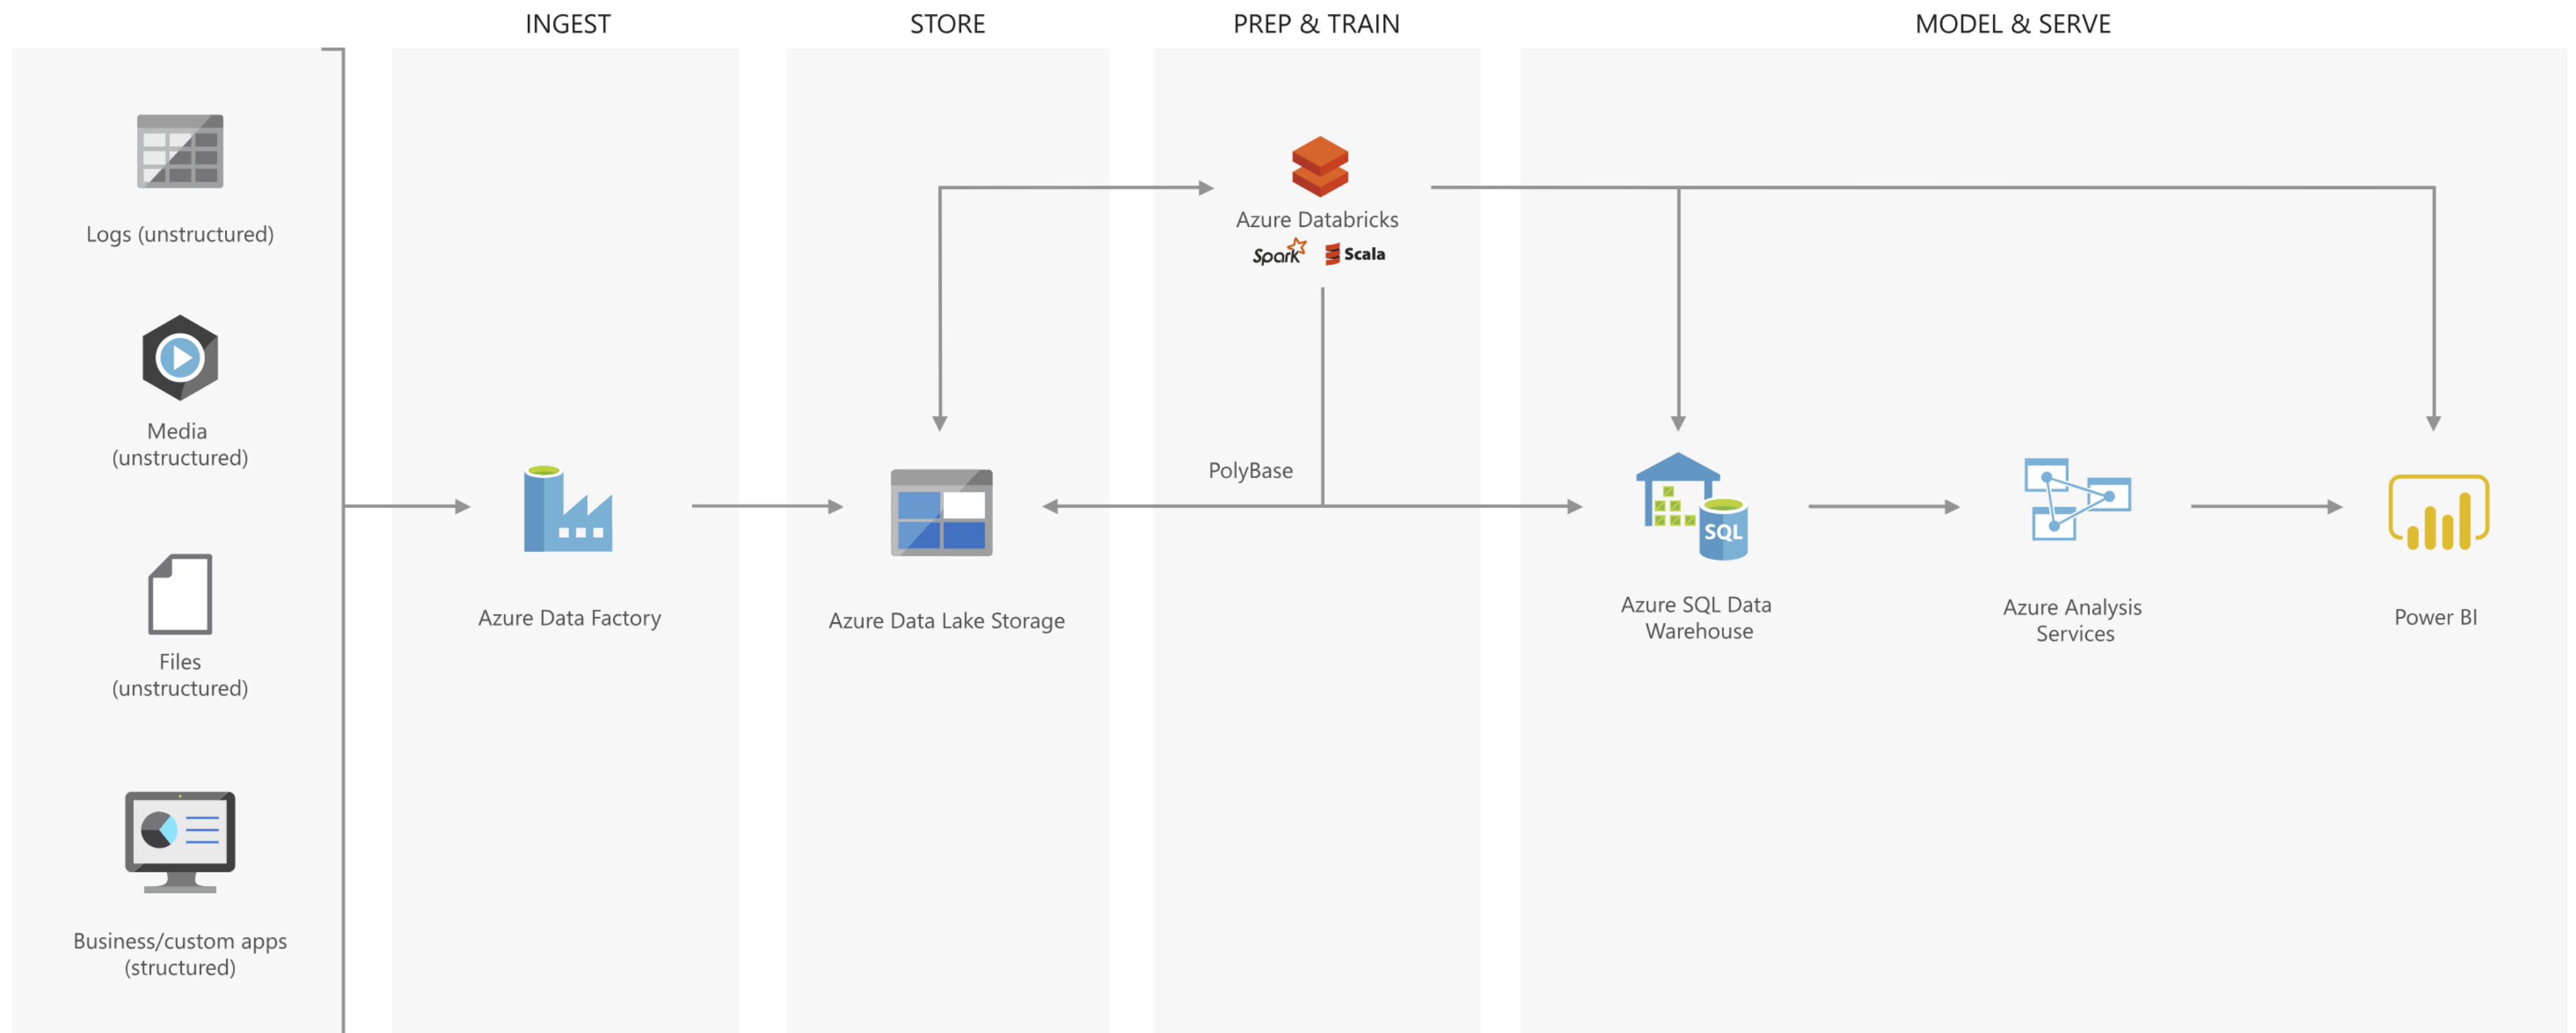 INGEST
STORE
PREP & TRAIN
MODEL & SERVE
Logs (unstructured)
Media
(unstructured)
Files
(unstructured)
Business/custom apps
(structured)
Azure Data Factory
Azure Data Lake Storage
Azure Databricks
Spark
Scala
PolyBase
SQL
Azure SQL Data
Warehouse
Azure Analysis
Services
Power BI